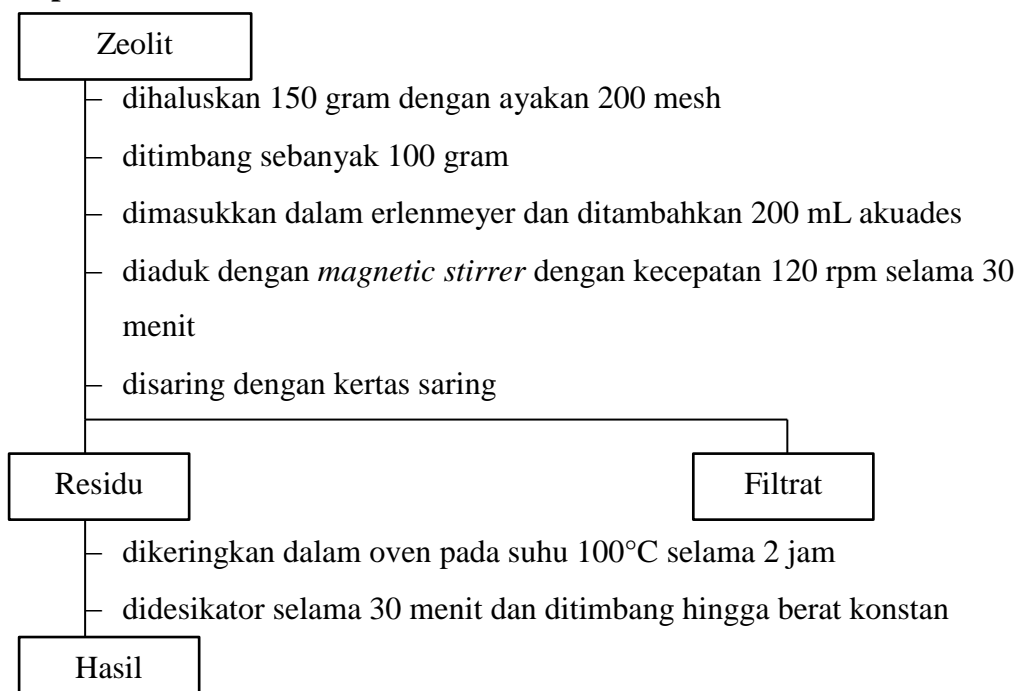 Zeolit
– dihaluskan 150 gram dengan ayakan 200 mesh
– ditimbang sebanyak 100 gram
– dimasukkan dalam erlenmeyer dan ditambahkan 200 mL akuades
– diaduk dengan magnetic stirrer dengan kecepatan 120 rpm selama 30
menit
– disaring dengan kertas saring
Residu
Filtrat
– dikeringkan dalam oven pada suhu 100°C selama 2 jam
– didesikator selama 30 menit dan ditimbang hingga berat konstan
Hasil